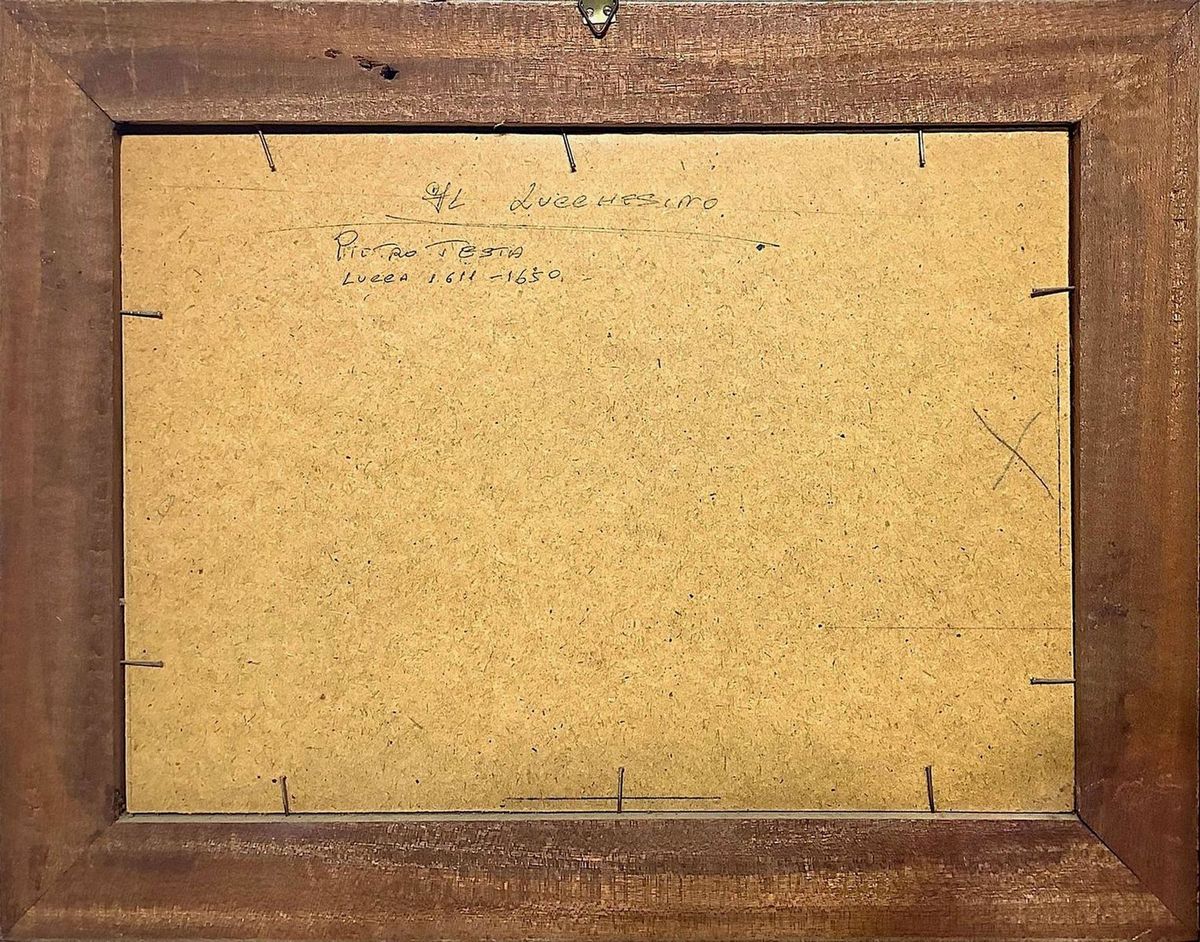 IL LUCCHESINO
PIETRO TESTA
LUCCA 1611-1650.